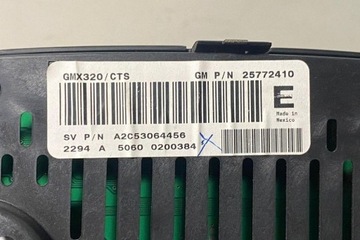 GMX320/CTS GM P/N 25772410
E
Made in
Mexico
SV P/N A2C53064456
2294 A 5060 0200384